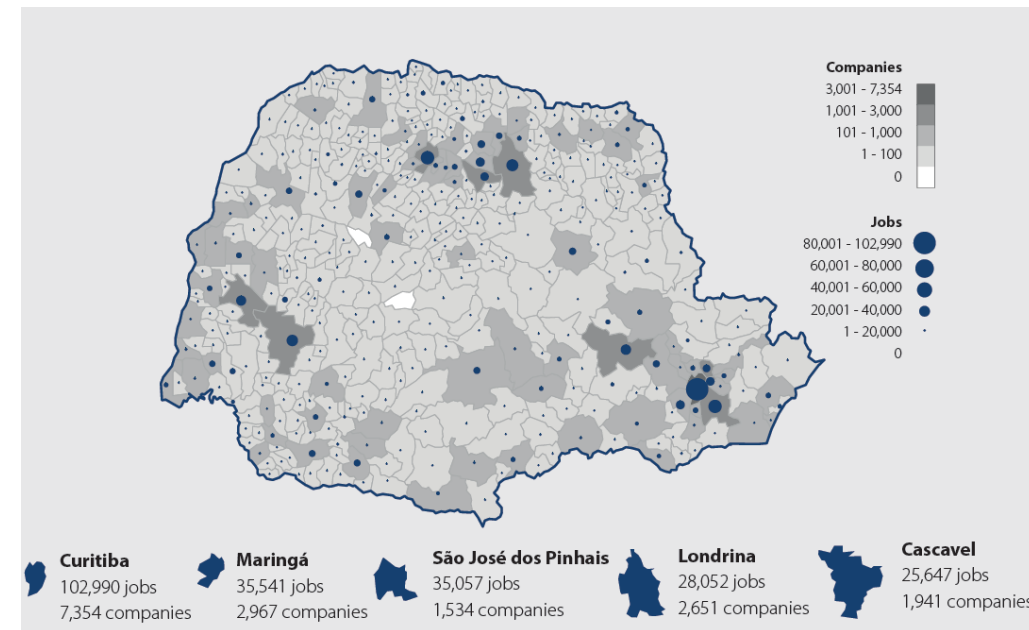 Companies
3,001 - 7,354
1,001 - 3,000
101 - 1,000
1 - 100
0
Jobs
80,001 - 102,990
60,001 - 80,000
40,001 - 60,000
20,001 - 40,000
1 - 20,000
0
Curitiba
102,990 jobs
7,354 companies
Maringá
35,541 jobs
2,967 companies
São José dos Pinhais
35,057 jobs
1,534 companies
Londrina
28,052 jobs
2,651 companies
Cascavel
25,647 jobs
1,941 companies